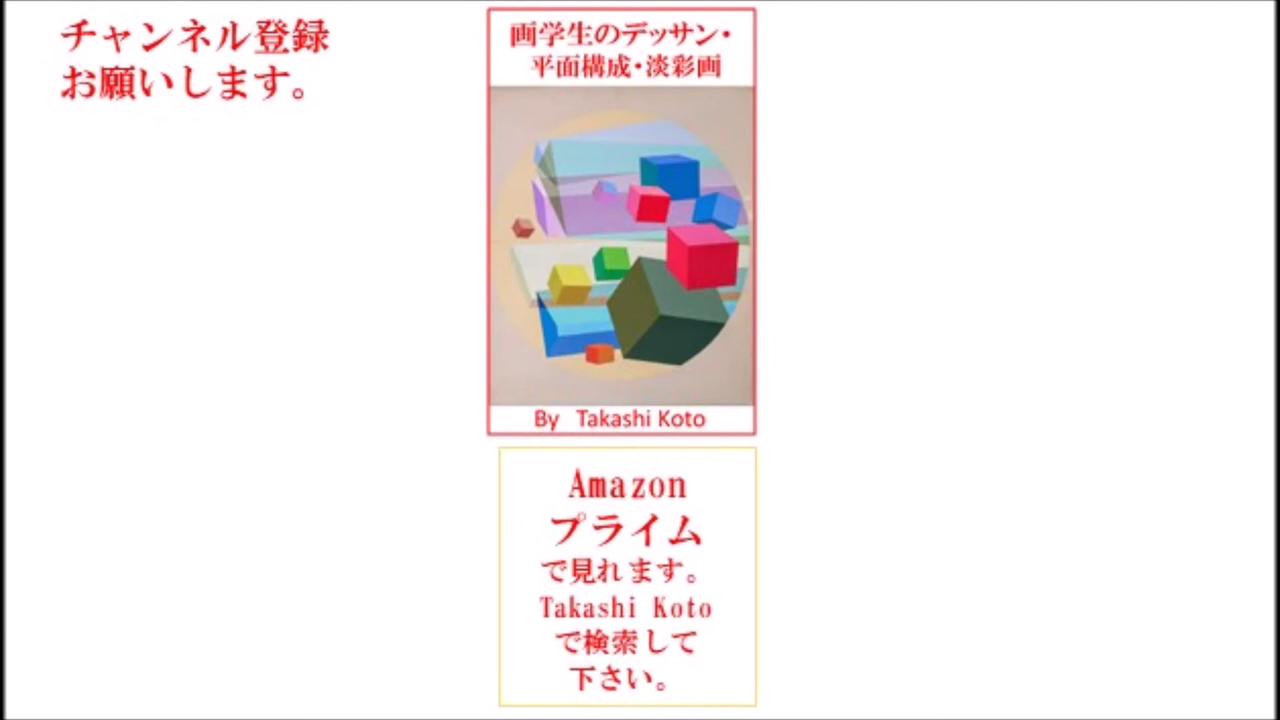 チャンネル登録
お願いします。
画学生のデッサン・
平面構成・淡彩画
By Takashi Koto
Amazon
プライム
で見れます。
Takashi Koto
で検索して
下さい。